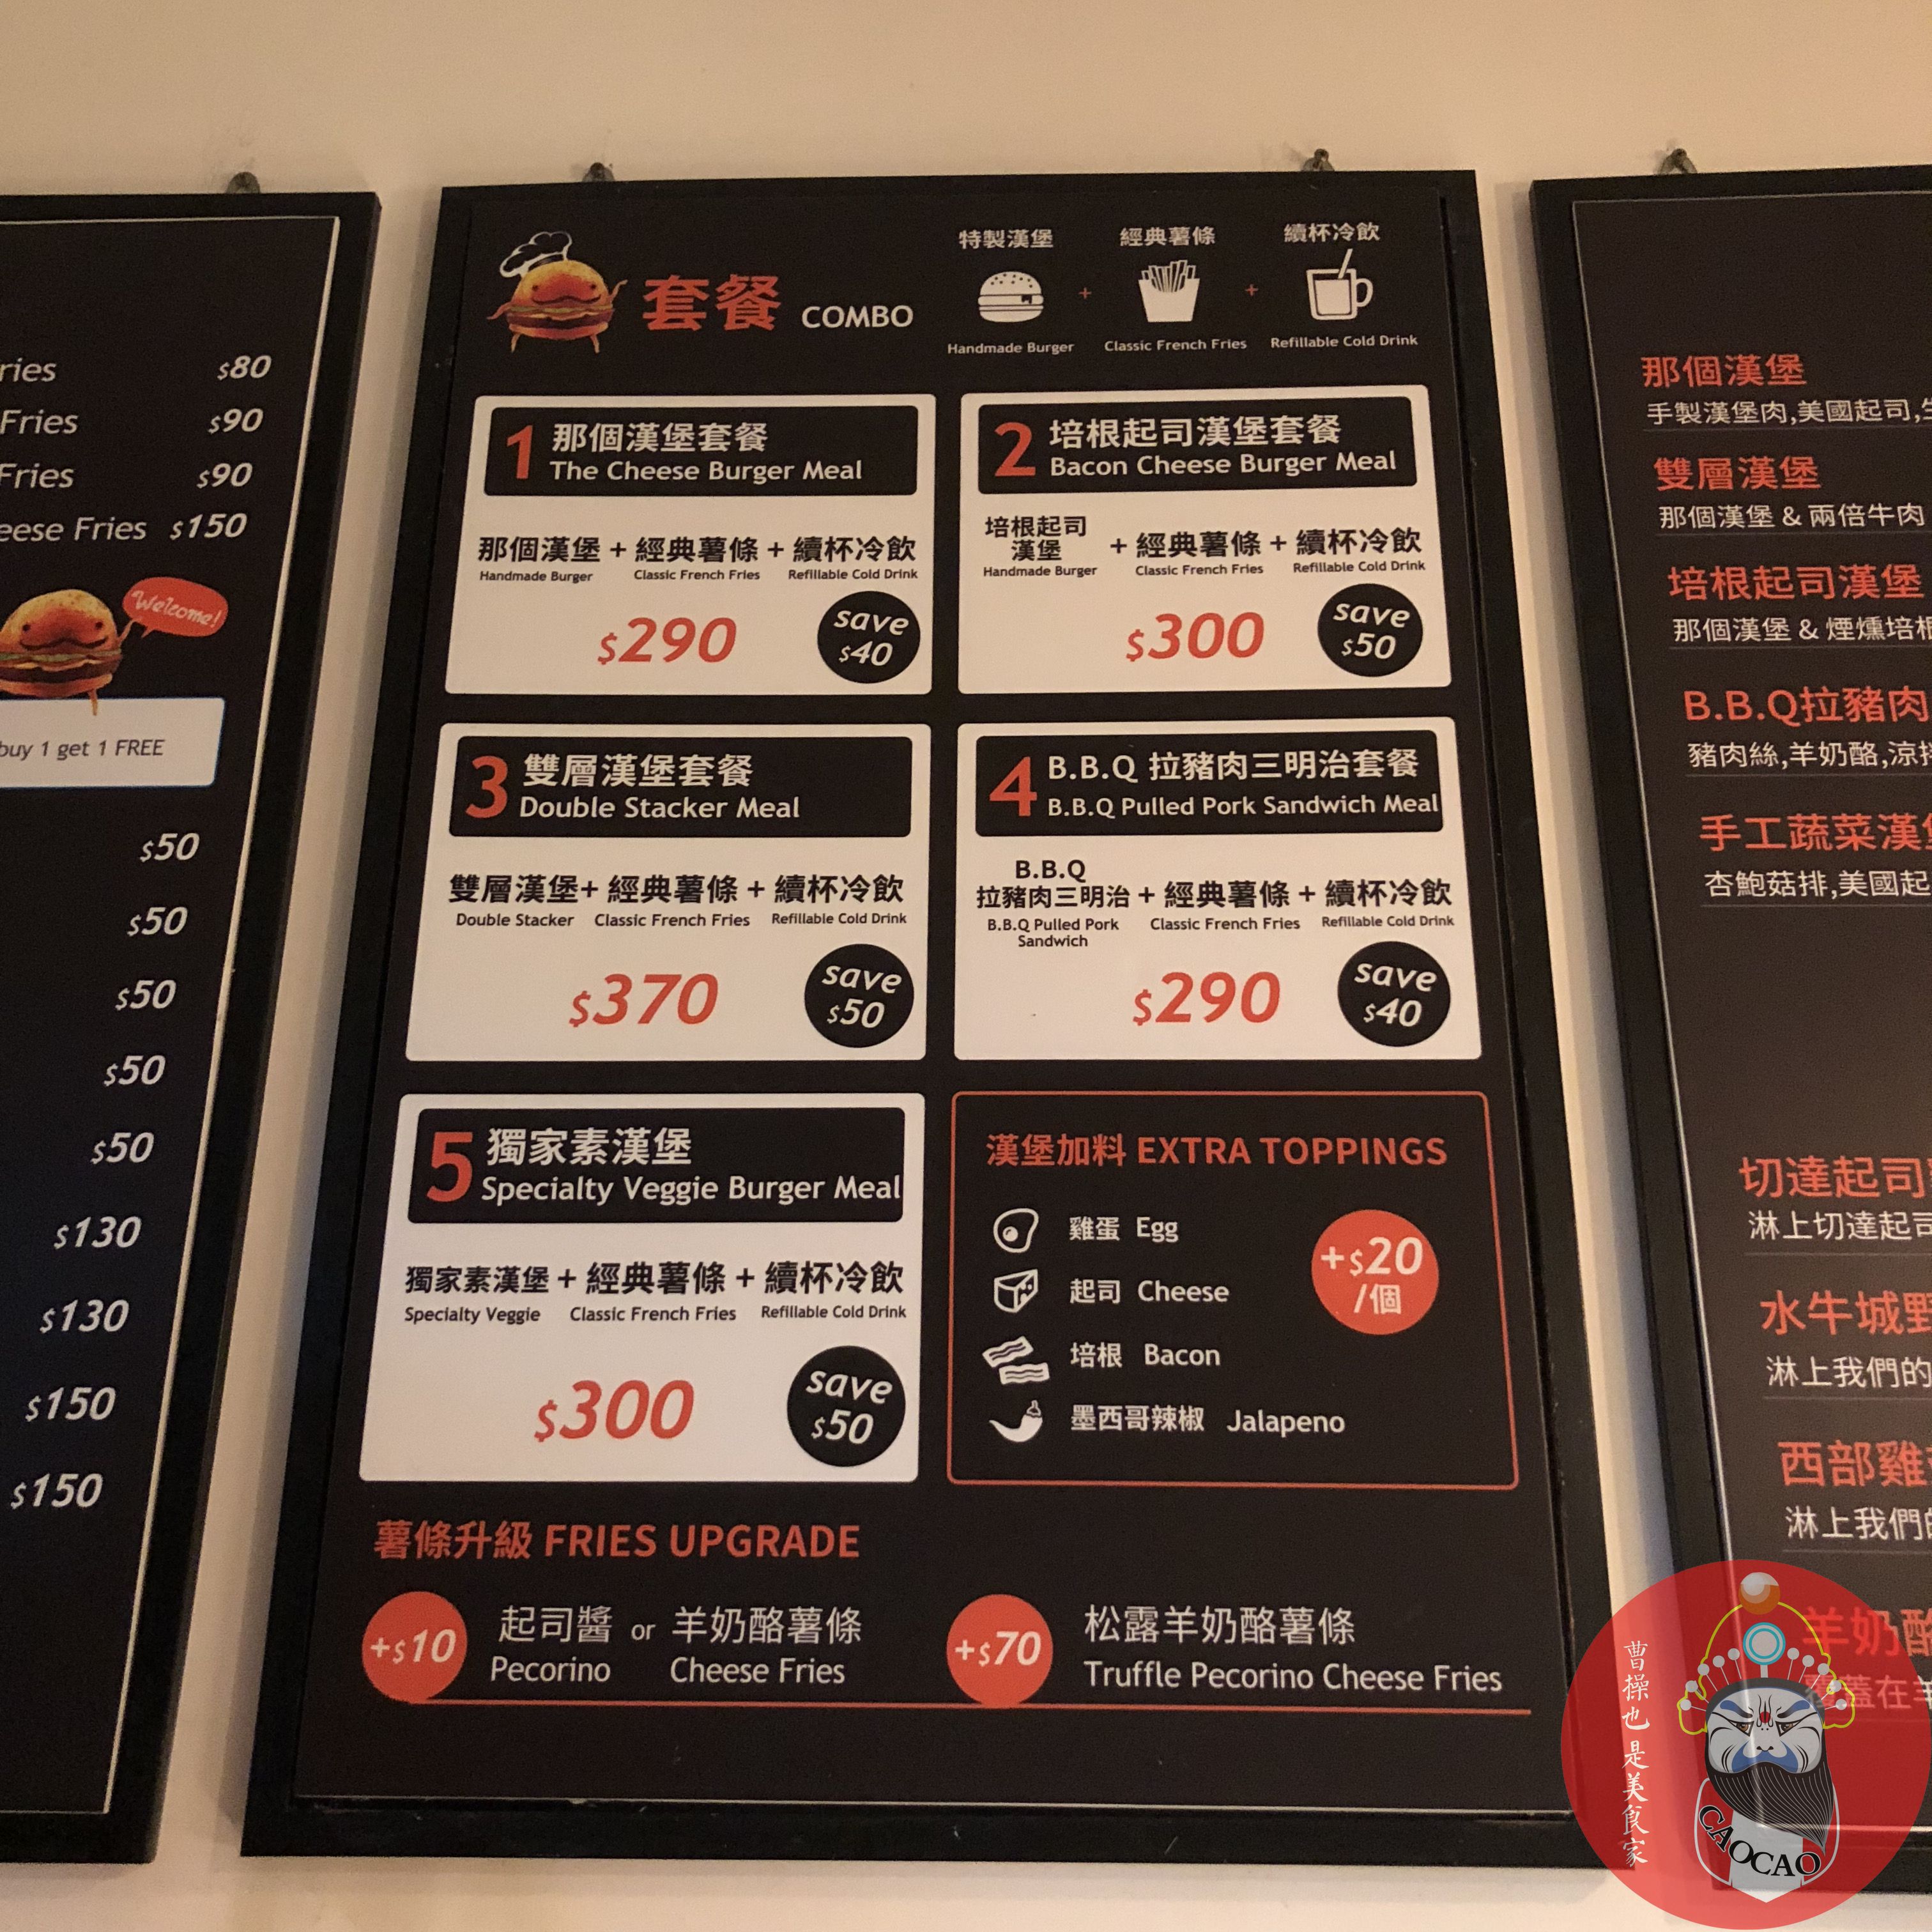 ries $80
Fries $90
Fries $90
eese Fries $150
Welcome!
buy 1 get 1 FREE
$50
$50
$50
$50
$50
$130
$130
$150
$150
套餐 COMBO
特製漢堡 經典薯條 續杯冷飲
+ +
Handmade Burger Classic French Fries Refillable Cold Drink
1 那個漢堡套餐
The Cheese Burger Meal
那個漢堡 + 經典薯條 + 續杯冷飲
Handmade Burger Classic French Fries Refillable Cold Drink
$290
save
$40
2 培根起司漢堡套餐
Bacon Cheese Burger Meal
培根起司
漢堡 + 經典薯條 + 續杯冷飲
Handmade Burger Classic French Fries Refillable Cold Drink
$300
save
$50
3 雙層漢堡套餐
Double Stacker Meal
雙層漢堡+ 經典薯條 + 續杯冷飲
Double Stacker Classic French Fries Refillable Cold Drink
$370
save
$50
4 B.B.Q 拉豬肉三明治套餐
B.B.Q Pulled Pork Sandwich Meal
B.B.Q
拉豬肉三明治 + 經典薯條 + 續杯冷飲
B.B.Q Pulled Pork Classic French Fries Refillable Cold Drink
Sandwich
$290
save
$40
5 獨家素漢堡
Specialty Veggie Burger Meal
獨家素漢堡 + 經典薯條 + 續杯冷飲
Specialty Veggie Classic French Fries Refillable Cold Drink
$300
save
$50
漢堡加料 EXTRA TOPPINGS
雞蛋 Egg
起司 Cheese
培根 Bacon
墨西哥辣椒 Jalapeno
+$20
/個
薯條升級 FRIES UPGRADE
+$10 起司醬 or 羊奶酪薯條
Pecorino Cheese Fries
+$70 松露羊奶酪薯條
Truffle Pecorino Cheese Fries
那個漢堡
手製漢堡肉,美國起司,
雙層漢堡
那個漢堡 & 兩倍牛肉
培根起司漢堡
那個漢堡 & 煙燻培根
B.B.Q拉豬肉
豬肉絲,羊奶酪,涼拌
手工蔬菜漢堡
杏鮑菇排,美國起
切達起司
淋上切達起司
水牛城野
淋上我們的
西部雞
淋上我們的
羊奶酪
覆蓋在羊
曹操也是美食家
CAOCAO